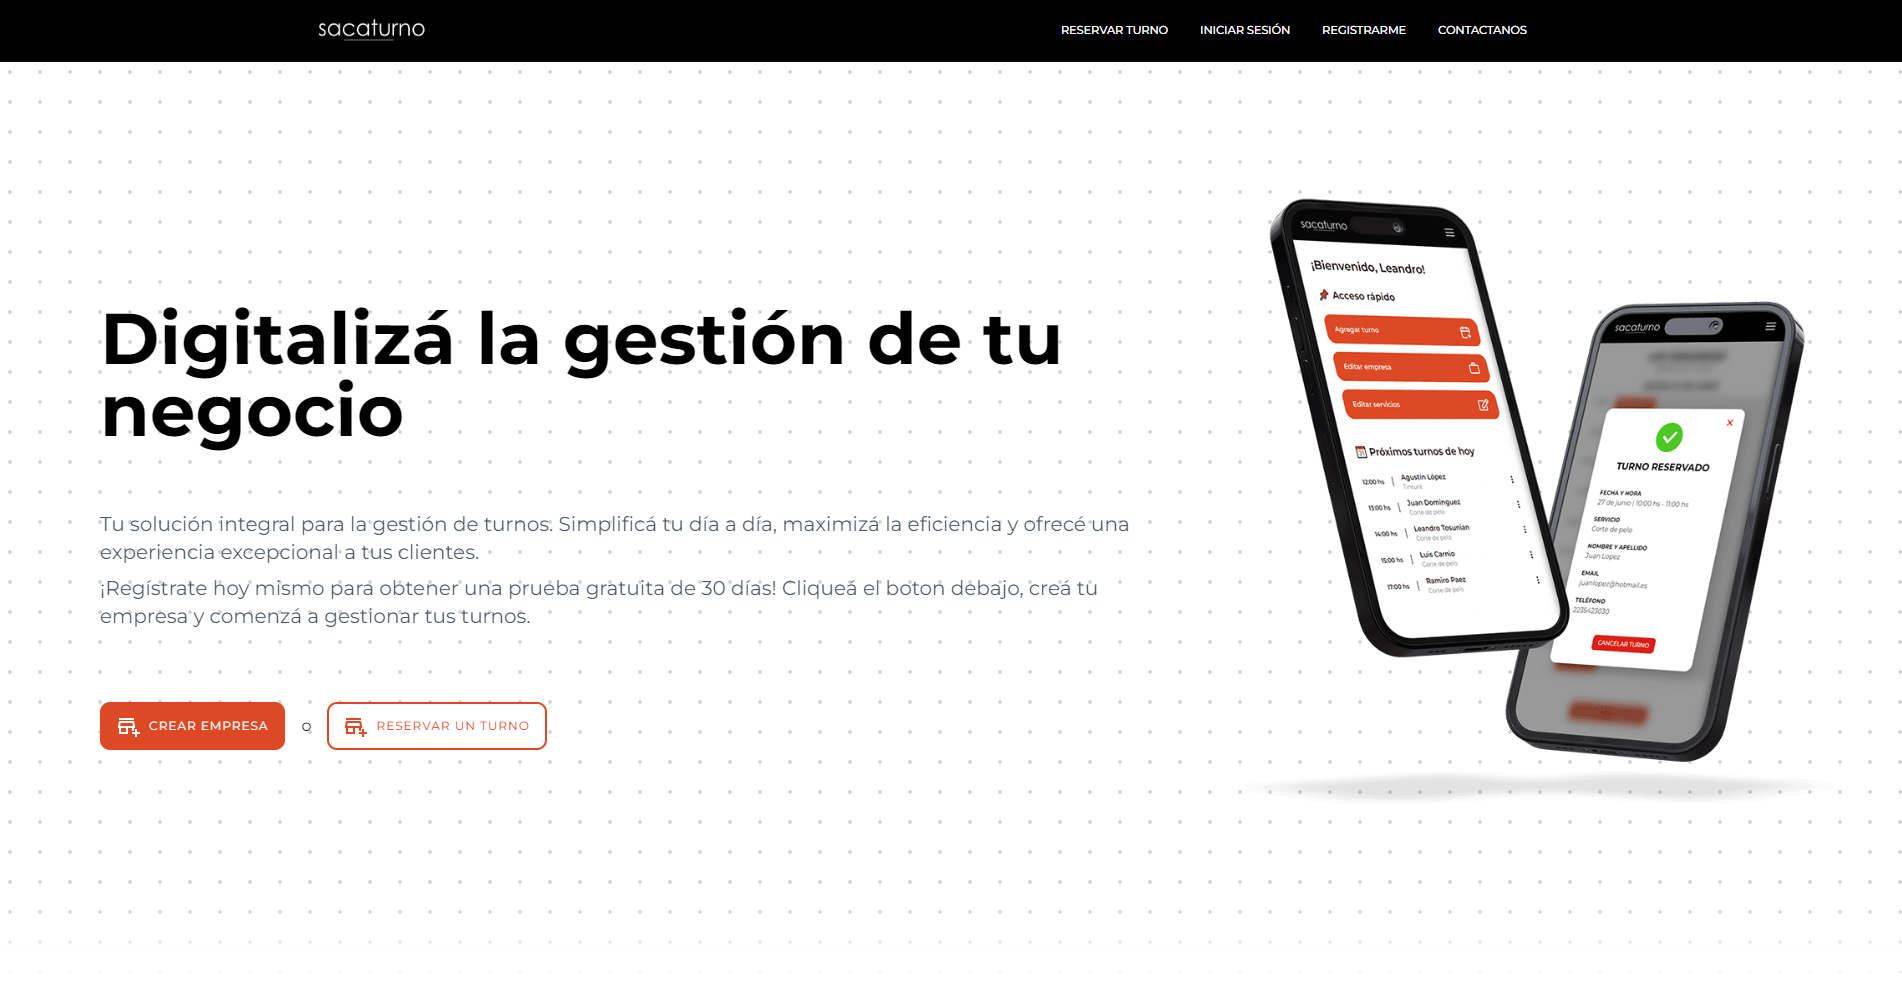 sacaturno
RESERVAR TURNO
INICIAR SESIÓN
REGISTRARME
CONTACTANOS
Digitalizá la gestión de tu
negocio
Tu solución integral para la gestión de turnos. Simplificá tu día a día, maximizá la eficiencia y ofrecé una
experiencia excepcional a tus clientes.
¡Regístrate hoy mismo para obtener una prueba gratuita de 30 días! Cliqueá el boton debajo, creá tu
empresa y comenzá a gestionar tus turnos.
CREAR EMPRESA
O
RESERVAR UN TURNO
sacaturno
¡Bienvenido, Leandro!
Acceso rápido
Agregar turno
Editar empresa
Editar servicios
Próximos turnos de hoy
12:00 hs | Agustín López
Tintura
13:00 hs | Juan Domínguez
Corte de pelo
14:00 hs | Leandro Tosunian
Corte de pelo
15:00 hs | Luis Carnio
Corte de pelo
17:00 hs | Ramiro Paez
Corte de pelo
sacaturno
X
TURNO RESERVADO
FECHA Y HORA
27 de junio | 10:00 hs - 11:00 hs
SERVICIO
Corte de pelo
NOMBRE Y APELLIDO
Juan Lopez
EMAIL
juanlopez@hotmail.es
TELÉFONO
2235423030
CANCELAR TURNO